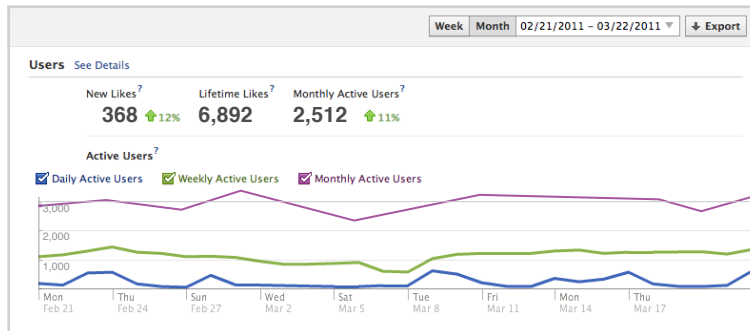 Week Month 02/21/2011 - 03/22/2011 Export
Users See Details
New Likes? Lifetime Likes? Monthly Active Users?
368 12% 6,892 2,512 11%
Active Users?
Daily Active Users Weekly Active Users Monthly Active Users
3,000
2,000
1,000
Mon Thu Sun Wed Sat Tue Fri Mon Thu
Feb 21 Feb 24 Feb 27 Mar 2 Mar 5 Mar 8 Mar 11 Mar 14 Mar 17